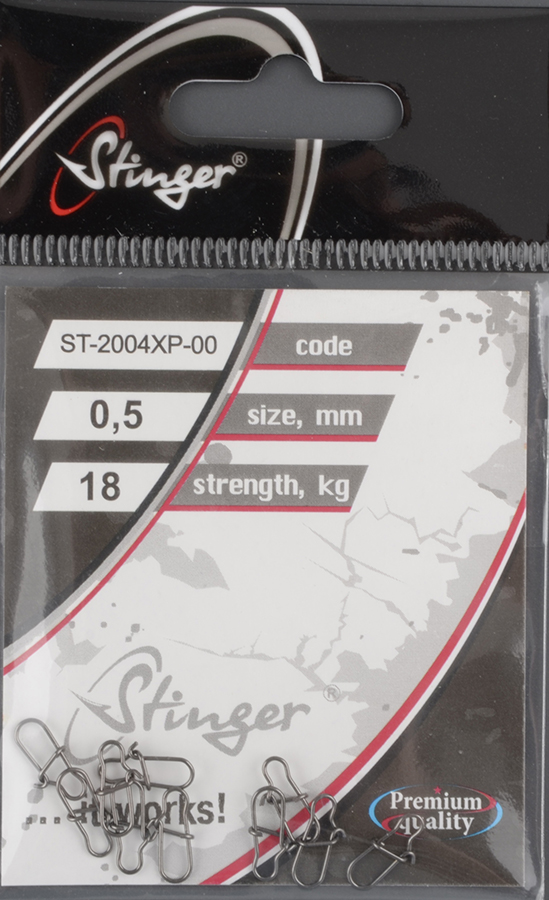 Stinger®
ST-2004XP-00 code
0,5 size, mm
18 strength, kg
Stinger®
... it works!
Premium
quality